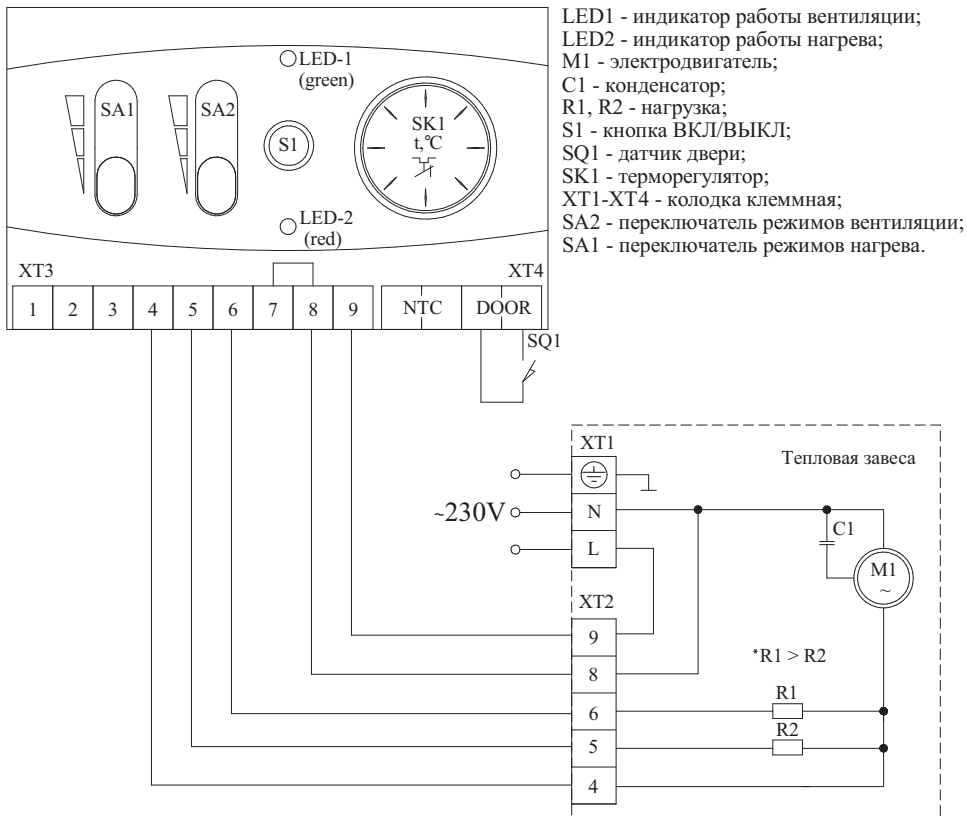 LED1 - индикатор работы вентиляции;
LED2 - индикатор работы нагрева;
M1 - электродвигатель;
C1 - конденсатор;
R1, R2 - нагрузка;
S1 - кнопка ВКЛ/ВЫКЛ;
SQ1 - датчик двери;
SK1 - терморегулятор;
XT1-XT4 - колодка клеммная;
SA2 - переключатель режимов вентиляции;
SA1 - переключатель режимов нагрева.
LED-1
(green)
SA1
SA2
S1
SK1
t,°C
LED-2
(red)
XT3
XT4
1 2 3 4 5 6 7 8 9 NTC DOOR
SQ1
XT1
Тепловая завеса
~230V
N
L
C1
M1
~
XT2
9
8
*R1 > R2
6
R1
5
R2
4